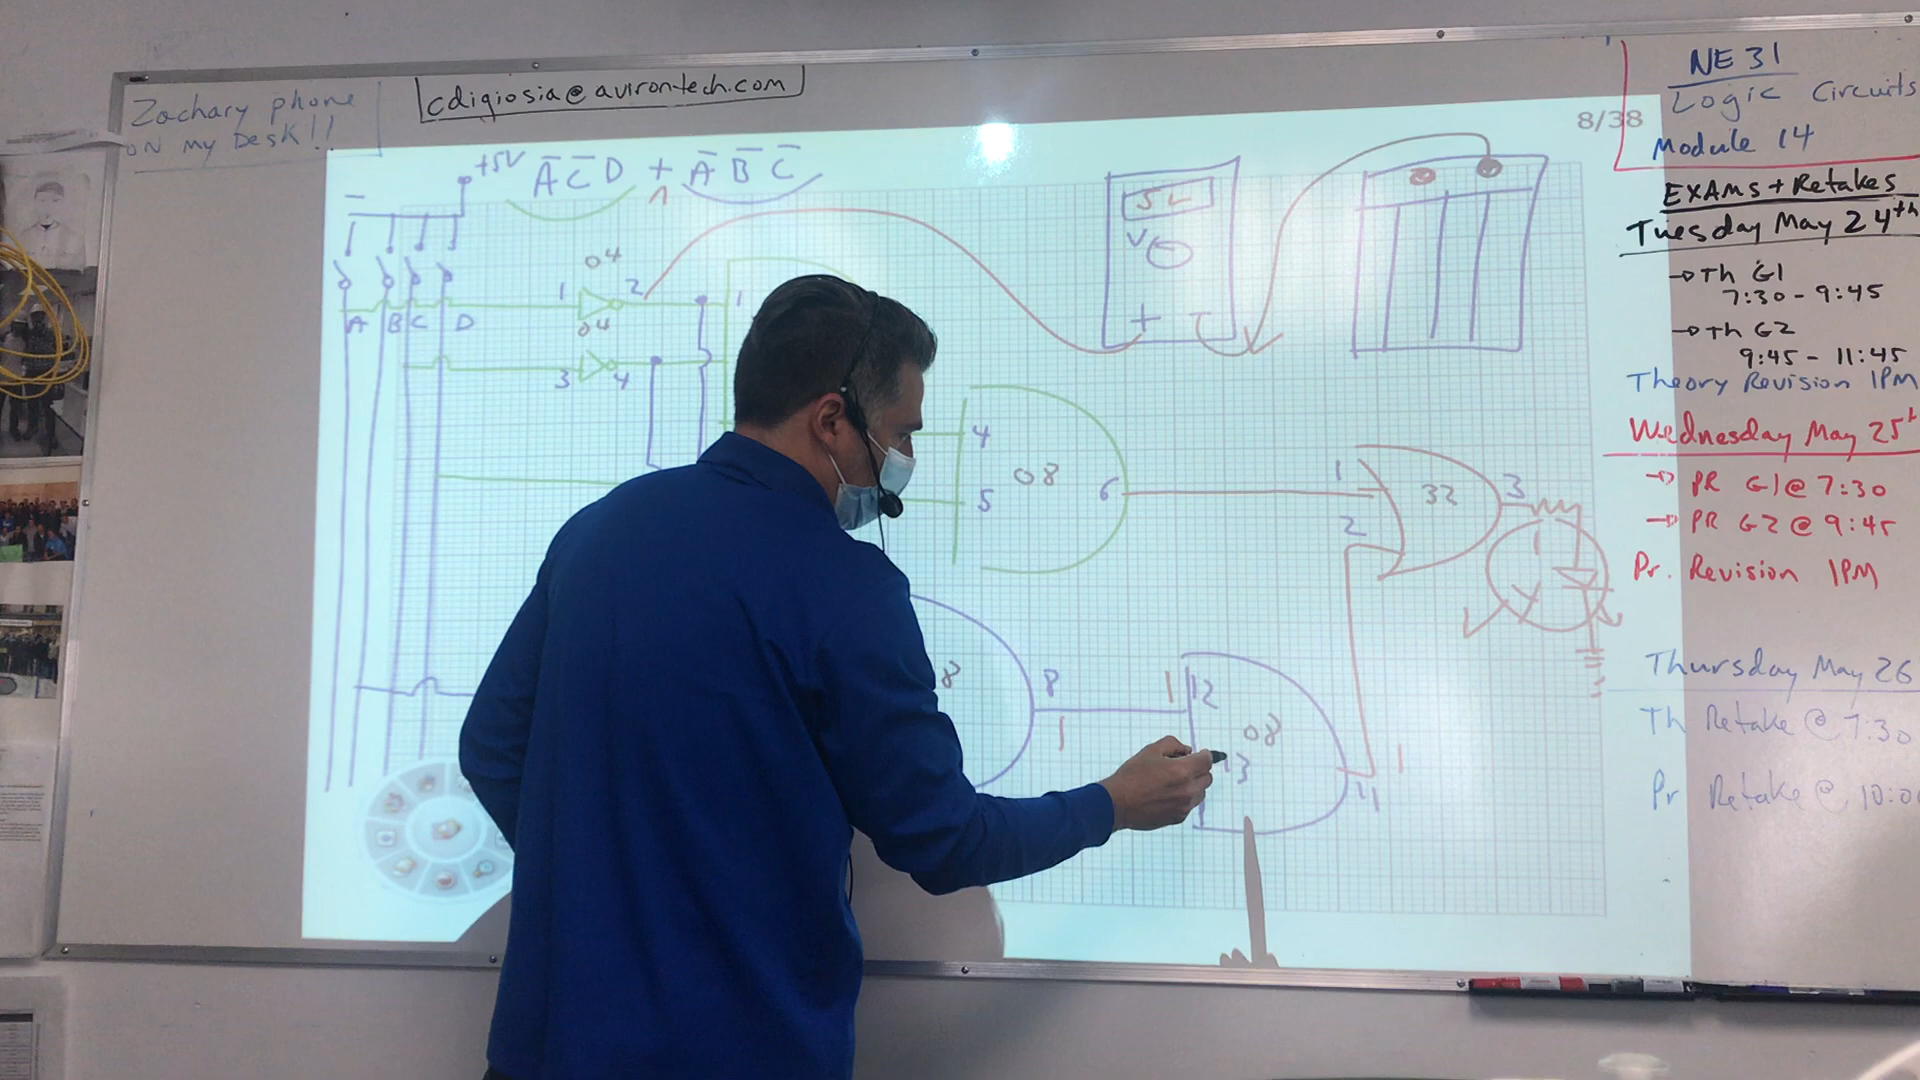 Zachary phone
ON my Desk!!
cdigiosia@avirontech.com
+5V
A̅ C̅ D + A̅ B̅ C̅
8/38
NE 31
Logic Circuits
Module 14
EXAMS + Retakes
Tuesday May 24th
→ Th G1
7:30 - 9:45
→ Th G2
9:45 - 11:45
Theory Revision 1PM
Wednesday May 25
→ PR G1 @ 7:30
→ PR G2 @ 9:45
Pr. Revision 1PM
Thursday May 26
Th Retake @ 7:30
Pr Retake @ 10:0
A B C D
04
1 2
04
3 4
1
4
5
08
6
1
2
32
3
8
1
1
12
08
13
11
1
V
+